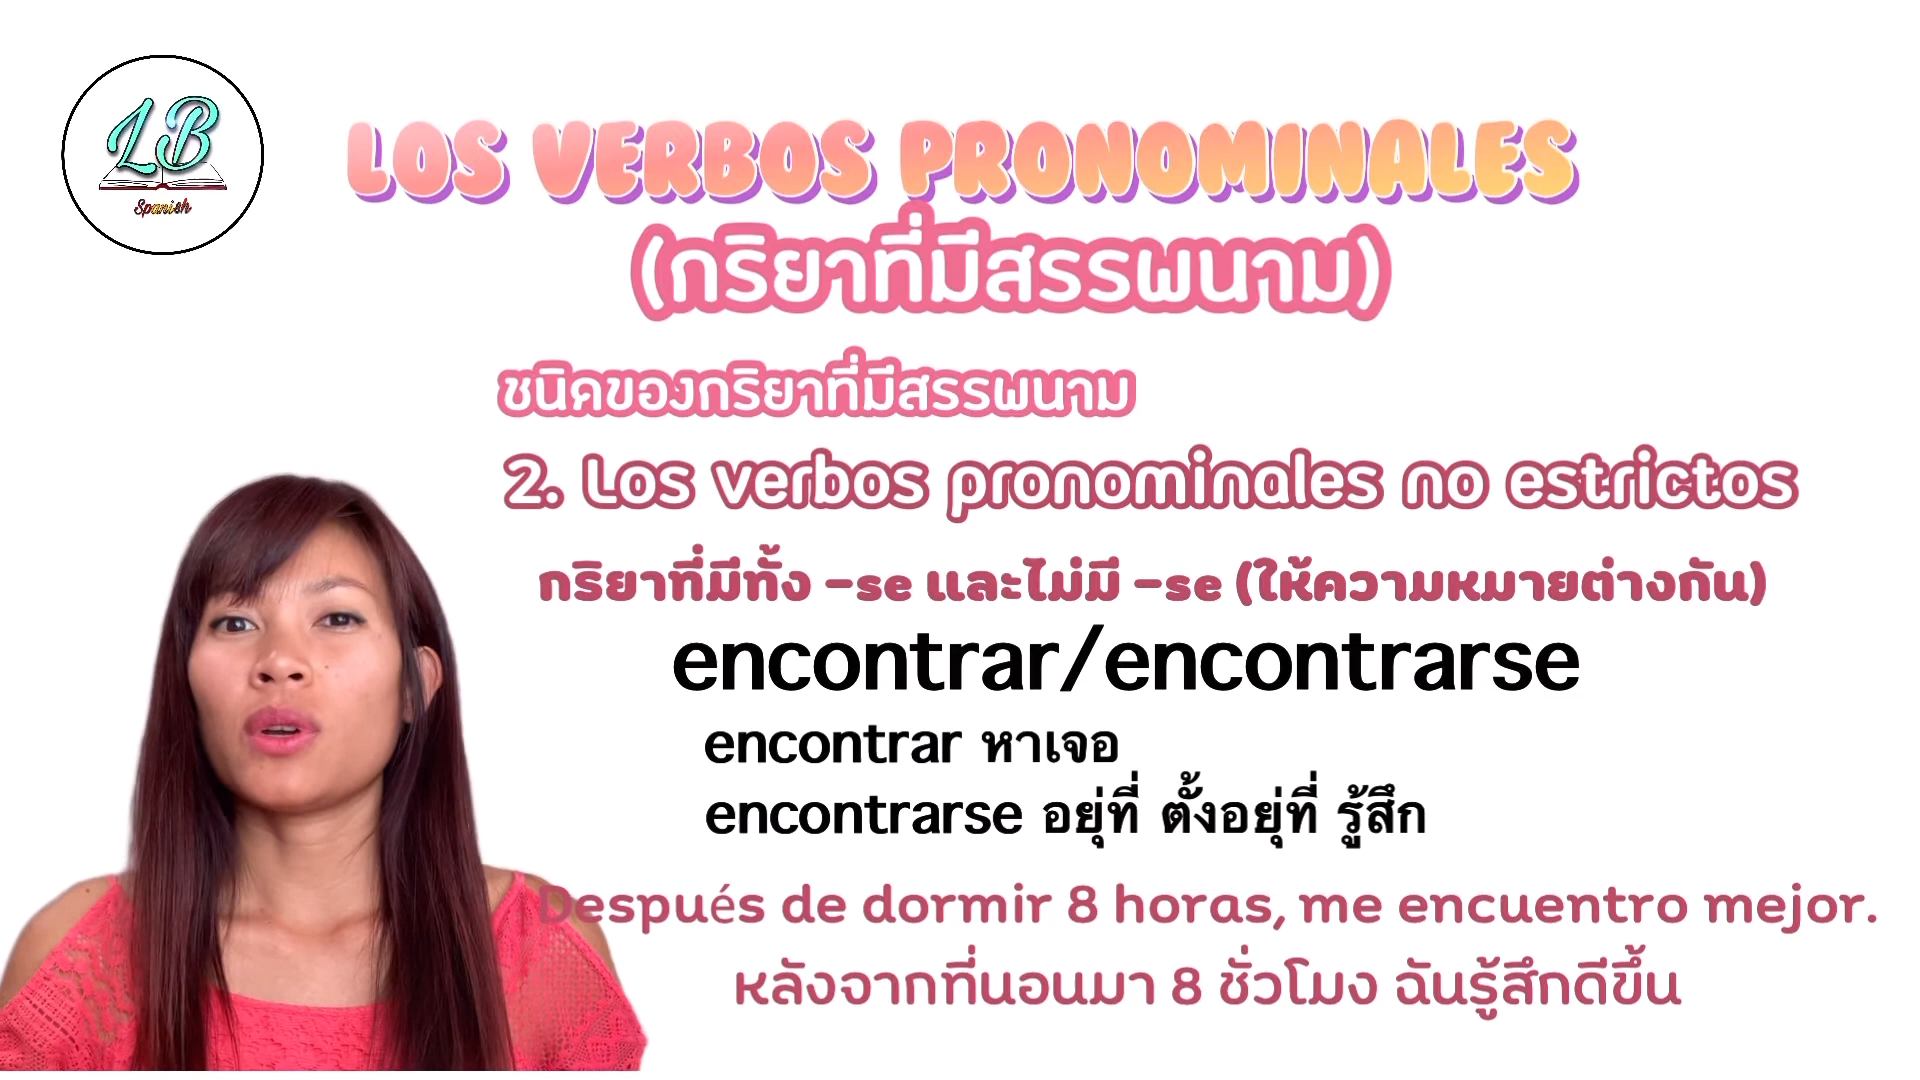 LB
Spanish
LOS VERBOS PRONOMINALES
(กริยาที่มีสรรพนาม)
ชนิดของกริยาที่มีสรรพนาม
2. Los verbos pronominales no estrictos
กริยาที่มีทั้ง -se และไม่มี -se (ให้ความหมายต่างกัน)
encontrar/encontrarse
encontrar หาเจอ
encontrarse อยุ่ที่ ตั้งอยุ่ที่ รู้สึก
Después de dormir 8 horas, me encuentro mejor.
หลังจากที่นอนมา 8 ชั่วโมง ฉันรู้สึกดีขึ้น